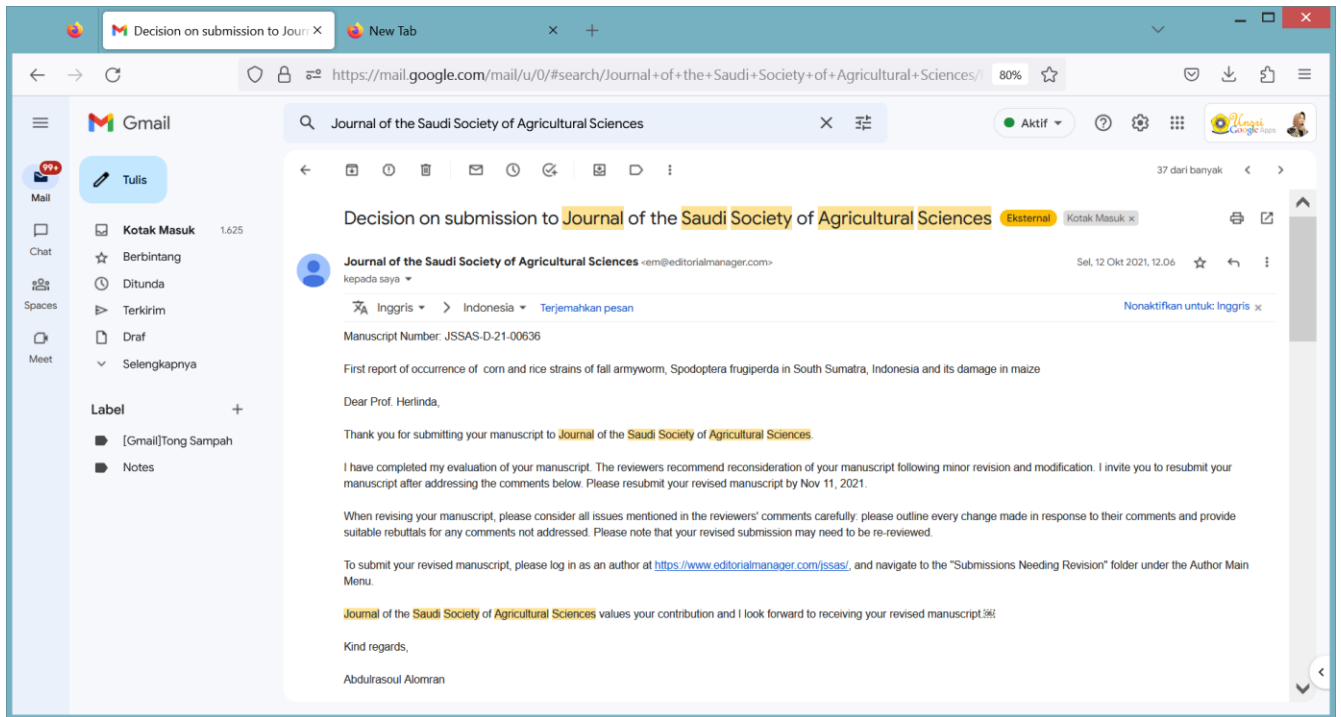 Decision on submission to Jour
New Tab
https://mail.google.com/mail/u/0/#search/Journal+of+the+Saudi+Society+of+Agricultural+Sciences/
80%
Gmail
Journal of the Saudi Society of Agricultural Sciences
Aktif
Unsri
Google Apps
99+
Mail
Chat
Spaces
Meet
Tulis
Kotak Masuk 1.625
Berbintang
Ditunda
Terkirim
Draf
Selengkapnya
Label
[Gmail]Tong Sampah
Notes
37 dari banyak
Decision on submission to Journal of the Saudi Society of Agricultural Sciences Eksternal Kotak Masuk ×
Journal of the Saudi Society of Agricultural Sciences <em@editorialmanager.com> Sel, 12 Okt 2021, 12.06
kepada saya
Inggris > Indonesia Terjemahkan pesan Nonaktifkan untuk: Inggris ×
Manuscript Number: JSSAS-D-21-00636
First report of occurrence of corn and rice strains of fall armyworm, Spodoptera frugiperda in South Sumatra, Indonesia and its damage in maize
Dear Prof. Herlinda,
Thank you for submitting your manuscript to Journal of the Saudi Society of Agricultural Sciences.
I have completed my evaluation of your manuscript. The reviewers recommend reconsideration of your manuscript following minor revision and modification. I invite you to resubmit your
manuscript after addressing the comments below. Please resubmit your revised manuscript by Nov 11, 2021.
When revising your manuscript, please consider all issues mentioned in the reviewers' comments carefully: please outline every change made in response to their comments and provide
suitable rebuttals for any comments not addressed. Please note that your revised submission may need to be re-reviewed.
To submit your revised manuscript, please log in as an author at https://www.editorialmanager.com/jssas/, and navigate to the "Submissions Needing Revision" folder under the Author Main
Menu.
Journal of the Saudi Society of Agricultural Sciences values your contribution and I look forward to receiving your revised manuscript.
Kind regards,
Abdulrasoul Alomran